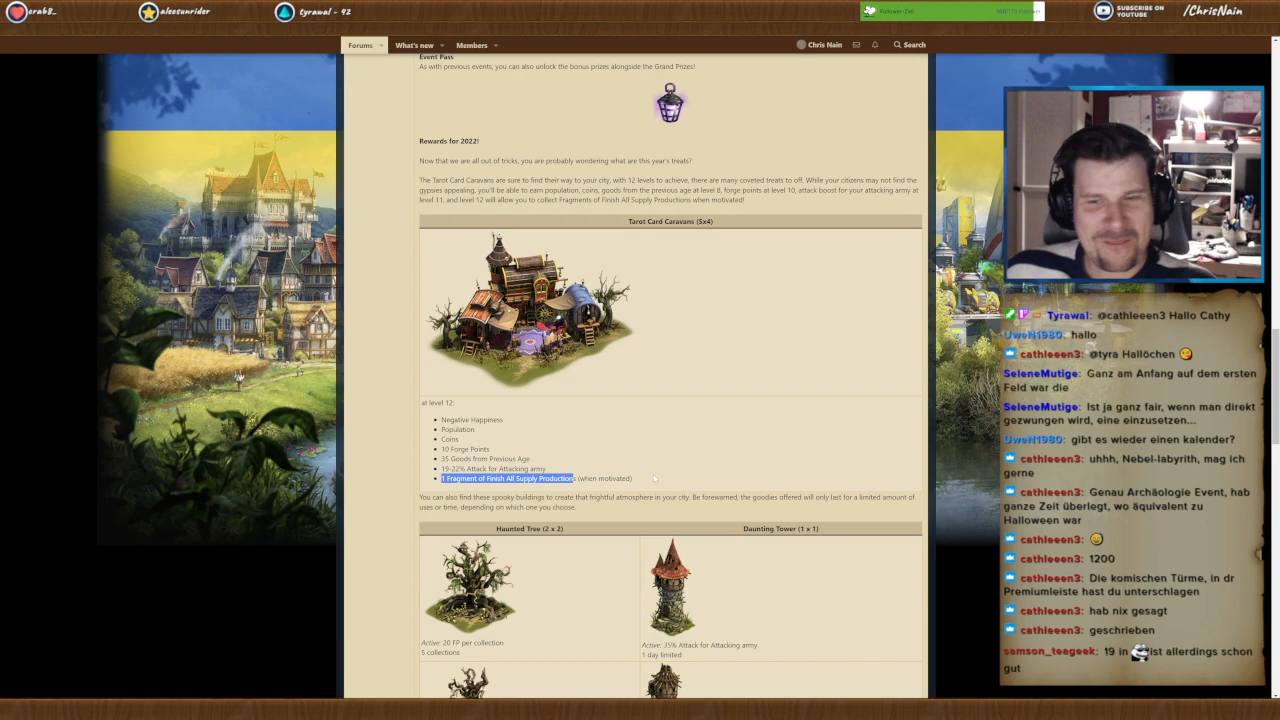 erab8_
aleesunrider
tyrawal - 42
Follower-Ziel
SUBSCRIBE ON
YOUTUBE
/ChrisNain
Forums
What's new
Members
Chris Nain
Search
Event Pass
As with previous events, you can also unlock the bonus prizes alongside the Grand Prizes!
Rewards for 2022!
Now that we are all out of tricks, you are probably wondering what are this year's treats?
The Tarot Card Caravans are sure to find their way to your city, with 12 levels to achieve, there are many coveted treats to off. While your citizens may not find the
gypsies appealing, you'll be able to earn population, coins, goods from the previous age at level 8, forge points at level 10, attack boost for your attacking army at
level 11, and level 12 will allow you to collect Fragments of Finish All Supply Productions when motivated!
Tarot Card Caravans (5x4)
at level 12:
Negative Happiness
Population
Coins
10 Forge Points
35 Goods from Previous Age
19-22% Attack for Attacking army
1 Fragment of Finish All Supply Productions (when motivated)
You can also find these spooky buildings to create that frightful atmosphere in your city. Be forewarned, the goodies offered will only last for a limited amount of
uses or time, depending on which one you choose.
Haunted Tree (2 x 2)
Daunting Tower (1 x 1)
Active: 20 FP per collection
5 collections
Active: 35% Attack for Attacking army.
1 day limited
Tyrawal: @cathleeen3 Hallo Cathy
UweN1980: hallo
cathleeen3: @tyra Hallöchen
SeleneMutige: Ganz am Anfang auf dem ersten
Feld war die
SeleneMutige: Ist ja ganz fair, wenn man direkt
gezwungen wird, eine einzusetzen...
UweN1980: gibt es wieder einen kalender?
cathleeen3: uhhh, Nebel-labyrith, mag ich
gerne
cathleeen3: Genau Archäologie Event, hab
ganze Zeit überlegt, wo äquivalent zu
Halloween war
cathleeen3:
cathleeen3: 1200
cathleeen3: Die komischen Türme, in dr
Premiumleiste hast du unterschlagen
cathleeen3: hab nix gesagt
cathleeen3: geschrieben
samson_teageek: 19 in ist allerdings schon
gut